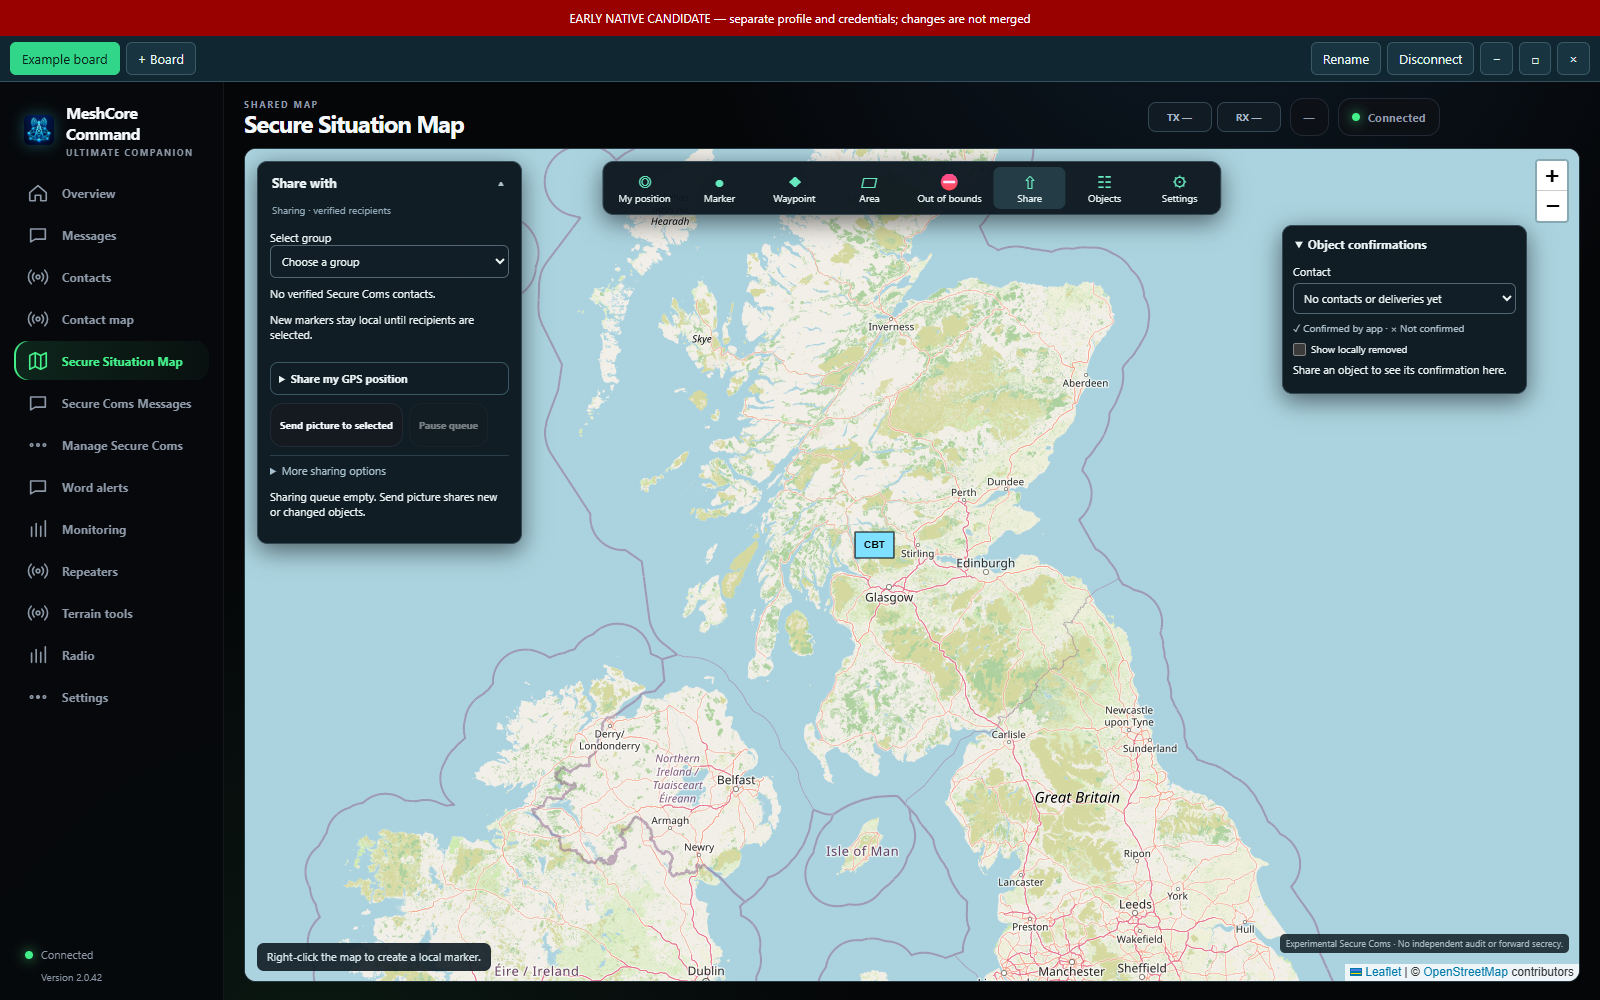 EARLY NATIVE CANDIDATE — separate profile and credentials; changes are not merged
Example board
+ Board
Rename
Disconnect
MeshCore
Command
ULTIMATE COMPANION
Overview
Messages
Contacts
Contact map
Secure Situation Map
Secure Coms Messages
Manage Secure Coms
Word alerts
Monitoring
Repeaters
Terrain tools
Radio
Settings
Connected
Version 2.0.42
SHARED MAP
Secure Situation Map
TX —
RX —
—
Connected
Share with
Sharing · verified recipients
Select group
Choose a group
No verified Secure Coms contacts.
New markers stay local until recipients are
selected.
Share my GPS position
Send picture to selected
Pause queue
More sharing options
Sharing queue empty. Send picture shares new
or changed objects.
My position
Marker
Waypoint
Area
Out of bounds
Share
Objects
Settings
+
−
Object confirmations
Contact
No contacts or deliveries yet
✓ Confirmed by app · × Not confirmed
Show locally removed
Share an object to see its confirmation here.
Hearadh
Skye
Inverness
Aberdeen
Dundee
Perth
CBT
Stirling
Edinburgh
Glasgow
Newcastle
upon Tyne
Carlisle
Sunderland
Derry/
Londonderry
Northern
Ireland /
Tuaisceart
Éireann
Belfast
Armagh
Newry
Great Britain
Isle of Man
Ripon
Lancaster
York
Leeds
Preston
Wakefield
Hull
Manchester
Sheffield
Éire / Ireland
Dublin
Right-click the map to create a local marker.
Experimental Secure Coms · No independent audit or forward secrecy.
Leaflet | © OpenStreetMap contributors